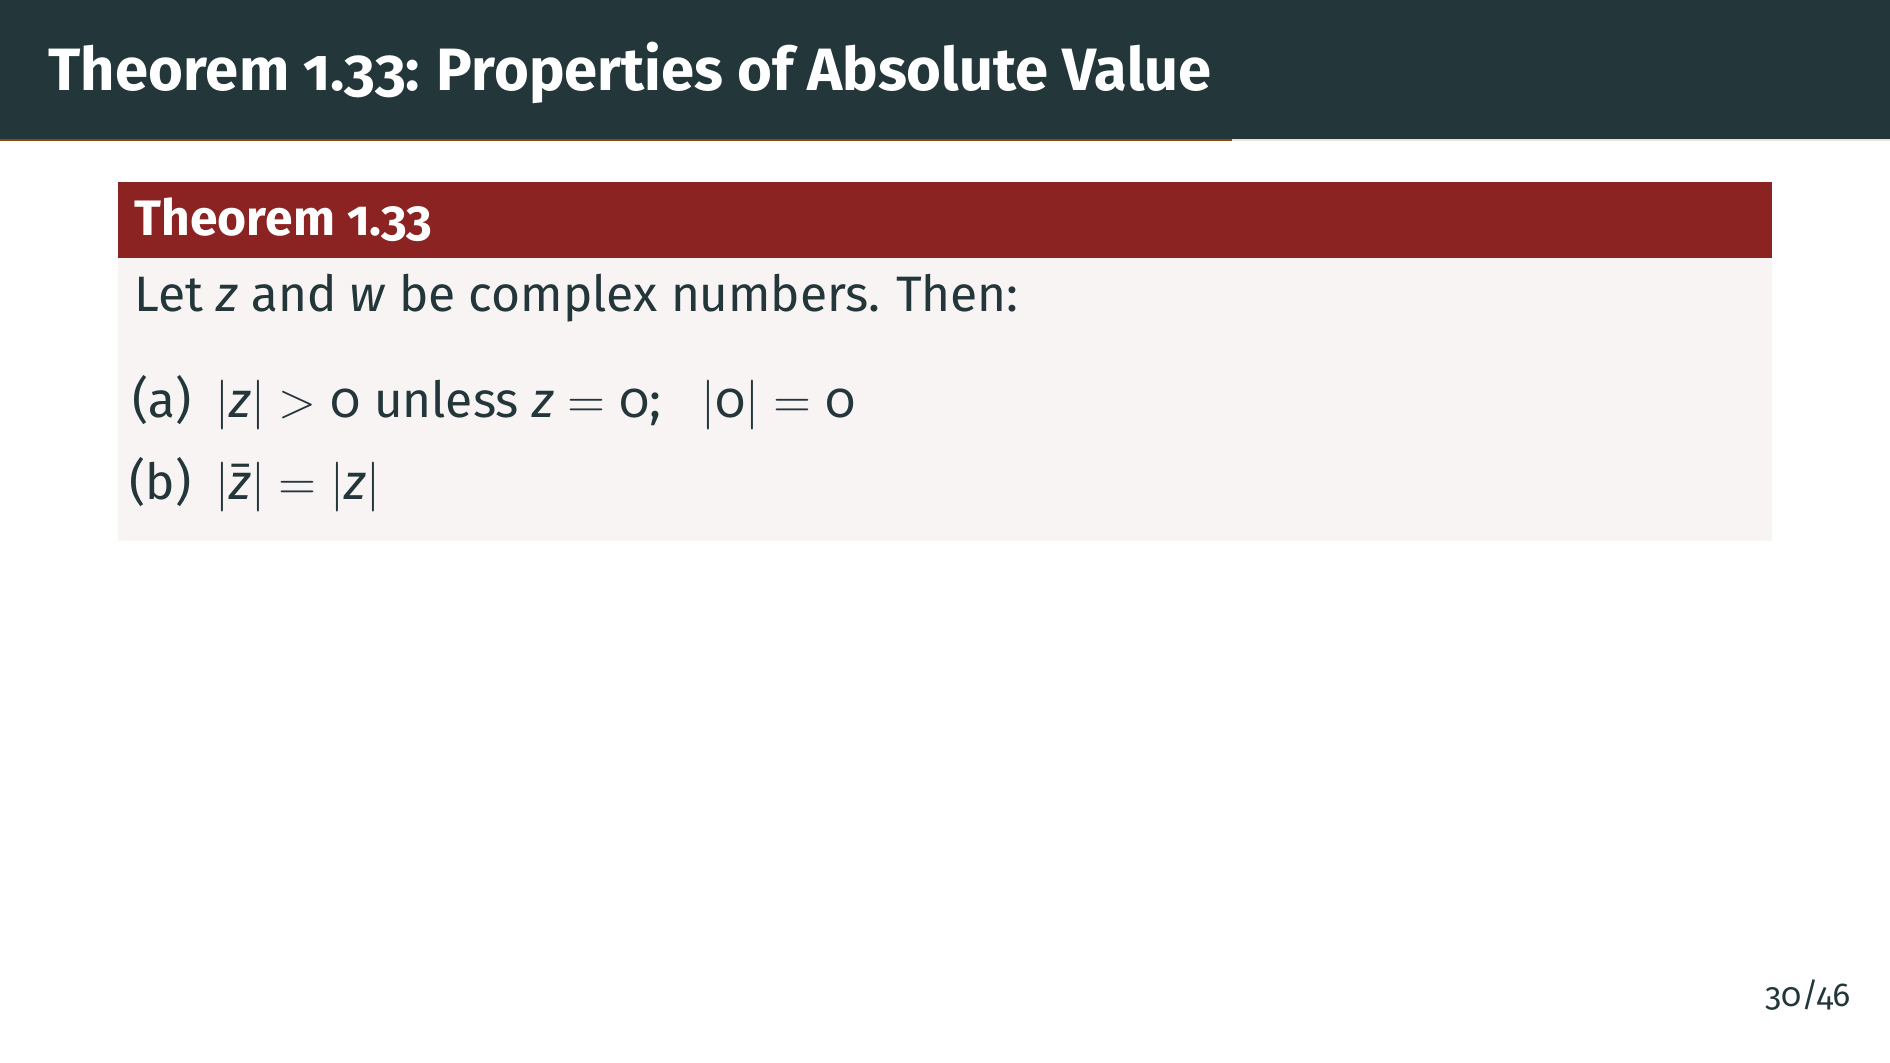 Theorem 1.33: Properties of Absolute Value
Theorem 1.33
Let z and w be complex numbers. Then:
(a) |z| > 0 unless z = 0; |0| = 0
(b) |z̄| = |z|
30/46